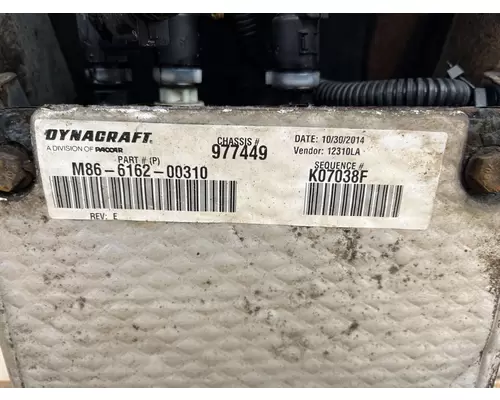 DYNACRAFT
A DIVISION OF PACCAR
CHASSIS #
977449
DATE: 10/30/2014
Vendor: 12310LA
PART # (P)
M86-6162-00310
SEQUENCE #
K07038F
REV: E